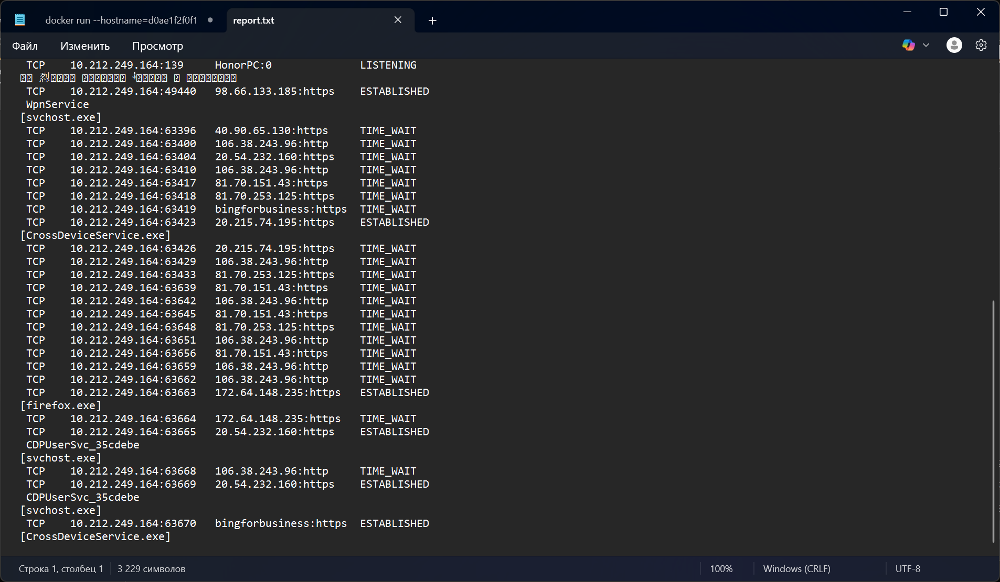 docker run --hostname=d0ae1f2f0f1
report.txt
Файл Изменить Просмотр
TCP 10.212.249.164:139 HonorPC:0 LISTENING
TCP 10.212.249.164:49440 98.66.133.185:https ESTABLISHED
WpnService
[svchost.exe]
TCP 10.212.249.164:63396 40.90.65.130:https TIME_WAIT
TCP 10.212.249.164:63400 106.38.243.96:http TIME_WAIT
TCP 10.212.249.164:63404 20.54.232.160:https TIME_WAIT
TCP 10.212.249.164:63410 106.38.243.96:http TIME_WAIT
TCP 10.212.249.164:63417 81.70.151.43:https TIME_WAIT
TCP 10.212.249.164:63418 81.70.253.125:https TIME_WAIT
TCP 10.212.249.164:63419 bingforbusiness:https TIME_WAIT
TCP 10.212.249.164:63423 20.215.74.195:https ESTABLISHED
[CrossDeviceService.exe]
TCP 10.212.249.164:63426 20.215.74.195:https TIME_WAIT
TCP 10.212.249.164:63429 106.38.243.96:http TIME_WAIT
TCP 10.212.249.164:63433 81.70.253.125:https TIME_WAIT
TCP 10.212.249.164:63639 81.70.151.43:https TIME_WAIT
TCP 10.212.249.164:63642 106.38.243.96:http TIME_WAIT
TCP 10.212.249.164:63645 81.70.151.43:https TIME_WAIT
TCP 10.212.249.164:63648 81.70.253.125:https TIME_WAIT
TCP 10.212.249.164:63651 106.38.243.96:http TIME_WAIT
TCP 10.212.249.164:63656 81.70.151.43:https TIME_WAIT
TCP 10.212.249.164:63659 106.38.243.96:http TIME_WAIT
TCP 10.212.249.164:63662 106.38.243.96:http TIME_WAIT
TCP 10.212.249.164:63663 172.64.148.235:https ESTABLISHED
[firefox.exe]
TCP 10.212.249.164:63664 172.64.148.235:https TIME_WAIT
TCP 10.212.249.164:63665 20.54.232.160:https ESTABLISHED
CDPUserSvc_35cdebe
[svchost.exe]
TCP 10.212.249.164:63668 106.38.243.96:http TIME_WAIT
TCP 10.212.249.164:63669 20.54.232.160:https ESTABLISHED
CDPUserSvc_35cdebe
[svchost.exe]
TCP 10.212.249.164:63670 bingforbusiness:https ESTABLISHED
[CrossDeviceService.exe]
Строка 1, столбец 1 3 229 символов 100% Windows (CRLF) UTF-8